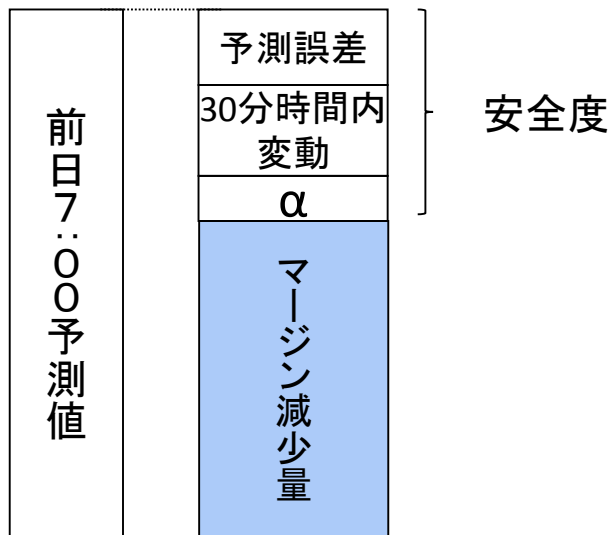 前日７：００予測値
予測誤差
30分時間内
変動
α
マージン減少量
安全度